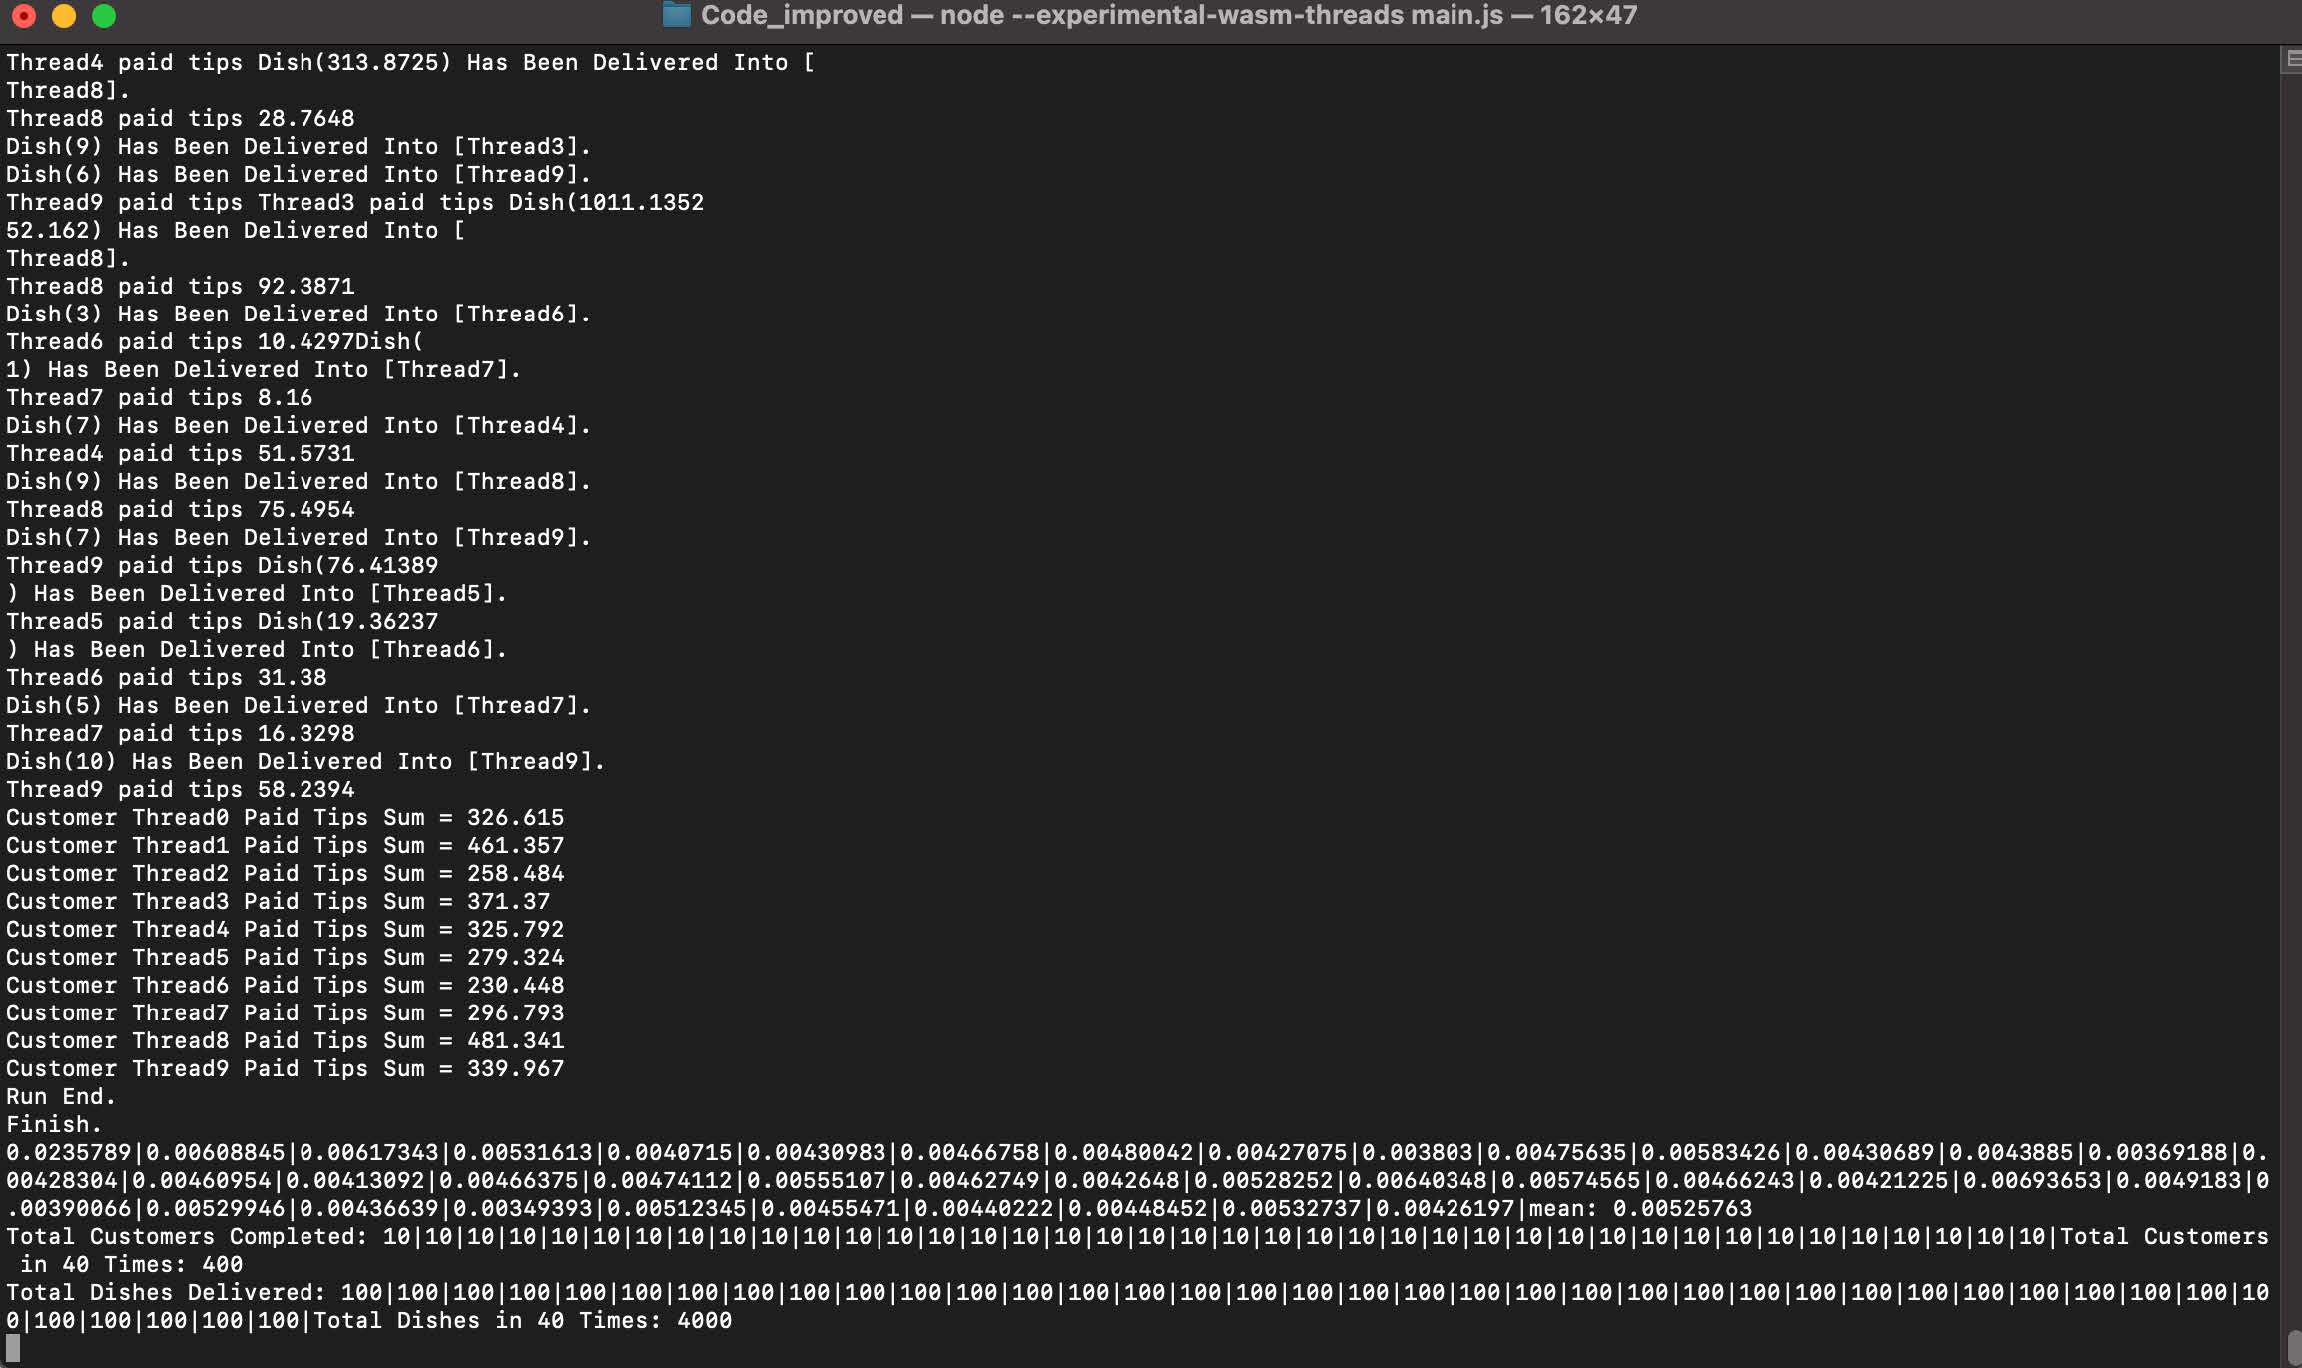 Code_improved — node --experimental-wasm-threads main.js — 162×47
Thread4 paid tips Dish(313.8725) Has Been Delivered Into [
Thread8].
Thread8 paid tips 28.7648
Dish(9) Has Been Delivered Into [Thread3].
Dish(6) Has Been Delivered Into [Thread9].
Thread9 paid tips Thread3 paid tips Dish(1011.1352
52.162) Has Been Delivered Into [
Thread8].
Thread8 paid tips 92.3871
Dish(3) Has Been Delivered Into [Thread6].
Thread6 paid tips 10.4297Dish(
1) Has Been Delivered Into [Thread7].
Thread7 paid tips 8.16
Dish(7) Has Been Delivered Into [Thread4].
Thread4 paid tips 51.5731
Dish(9) Has Been Delivered Into [Thread8].
Thread8 paid tips 75.4954
Dish(7) Has Been Delivered Into [Thread9].
Thread9 paid tips Dish(76.41389
) Has Been Delivered Into [Thread5].
Thread5 paid tips Dish(19.36237
) Has Been Delivered Into [Thread6].
Thread6 paid tips 31.38
Dish(5) Has Been Delivered Into [Thread7].
Thread7 paid tips 16.3298
Dish(10) Has Been Delivered Into [Thread9].
Thread9 paid tips 58.2394
Customer Thread0 Paid Tips Sum = 326.615
Customer Thread1 Paid Tips Sum = 461.357
Customer Thread2 Paid Tips Sum = 258.484
Customer Thread3 Paid Tips Sum = 371.37
Customer Thread4 Paid Tips Sum = 325.792
Customer Thread5 Paid Tips Sum = 279.324
Customer Thread6 Paid Tips Sum = 230.448
Customer Thread7 Paid Tips Sum = 296.793
Customer Thread8 Paid Tips Sum = 481.341
Customer Thread9 Paid Tips Sum = 339.967
Run End.
Finish.
0.0235789|0.00608845|0.00617343|0.00531613|0.0040715|0.00430983|0.00466758|0.00480042|0.00427075|0.003803|0.00475635|0.00583426|0.00430689|0.0043885|0.00369188|0.
00428304|0.00460954|0.00413092|0.00466375|0.00474112|0.00555107|0.00462749|0.0042648|0.00528252|0.00640348|0.00574565|0.00466243|0.00421225|0.00693653|0.0049183|0
.00390066|0.00529946|0.00436639|0.00349393|0.00512345|0.00455471|0.00440222|0.00448452|0.00532737|0.00426197|mean: 0.00525763
Total Customers Completed: 10|10|10|10|10|10|10|10|10|10|10|10|10|10|10|10|10|10|10|10|10|10|10|10|10|10|10|10|10|10|10|10|10|10|10|10|10|10|10|10|Total Customers
 in 40 Times: 400
Total Dishes Delivered: 100|100|100|100|100|100|100|100|100|100|100|100|100|100|100|100|100|100|100|100|100|100|100|100|100|100|100|100|100|100|100|100|100|100|10
0|100|100|100|100|100|Total Dishes in 40 Times: 4000